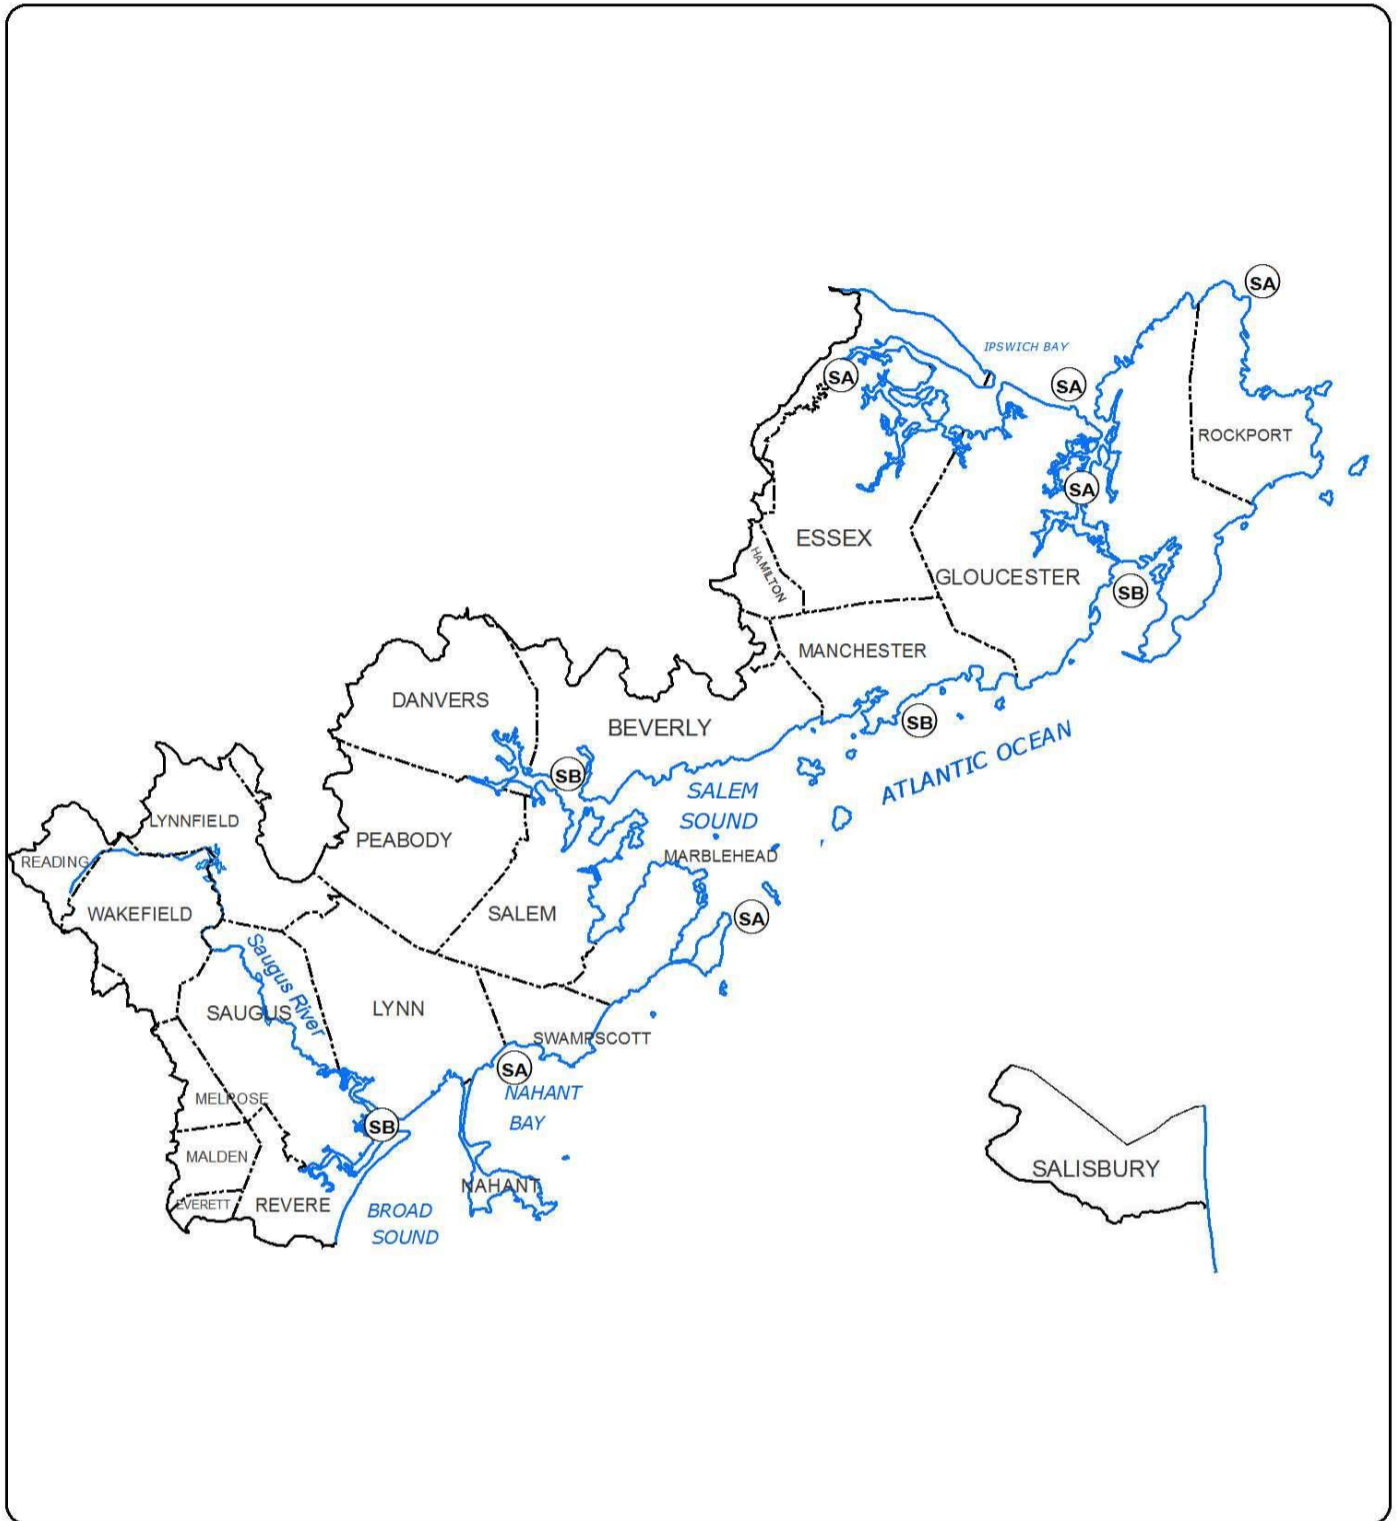 SA
IPSWICH BAY
SA
SA
ROCKPORT
SA
ESSEX
HAMILTON
GLOUCESTER
SB
MANCHESTER
DANVERS
BEVERLY
SB
ATLANTIC OCEAN
SB
SALEM
SOUND
LYNNFIELD
PEABODY
MARBLEHEAD
READING
WAKEFIELD
SALEM
SA
Saugus River
SAUGUS
LYNN
SWAMPSCOTT
SA
NAHANT
BAY
MELROSE
SB
MALDEN
SALISBURY
NAHANT
EVERETT
REVERE
BROAD
SOUND